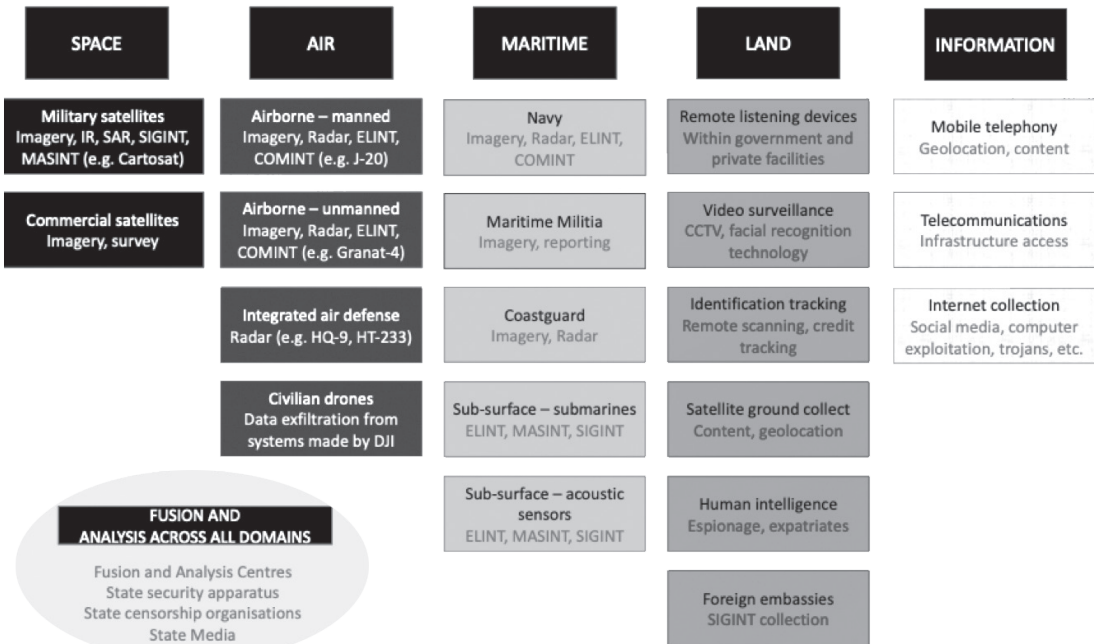 SPACE
Military satellites
Imagery, IR, SAR, SIGINT,
MASINT (e.g. Cartosat)
Commercial satellites
Imagery, survey
AIR
Airborne – manned
Imagery, Radar, ELINT,
COMINT (e.g. J-20)
Airborne – unmanned
Imagery, Radar, ELINT,
COMINT (e.g. Granat-4)
Integrated air defense
Radar (e.g. HQ-9, HT-233)
Civilian drones
Data exfiltration from
systems made by DJI
MARITIME
Navy
Imagery, Radar, ELINT,
COMINT
Maritime Militia
Imagery, reporting
Coastguard
Imagery, Radar
Sub-surface – submarines
ELINT, MASINT, SIGINT
Sub-surface – acoustic
sensors
ELINT, MASINT, SIGINT
LAND
Remote listening devices
Within government and
private facilities
Video surveillance
CCTV, facial recognition
technology
Identification tracking
Remote scanning, credit
tracking
Satellite ground collect
Content, geolocation
Human intelligence
Espionage, expatriates
Foreign embassies
SIGINT collection
INFORMATION
Mobile telephony
Geolocation, content
Telecommunications
Infrastructure access
Internet collection
Social media, computer
exploitation, trojans, etc.
FUSION AND
ANALYSIS ACROSS ALL DOMAINS
Fusion and Analysis Centres
State security apparatus
State censorship organisations
State Media